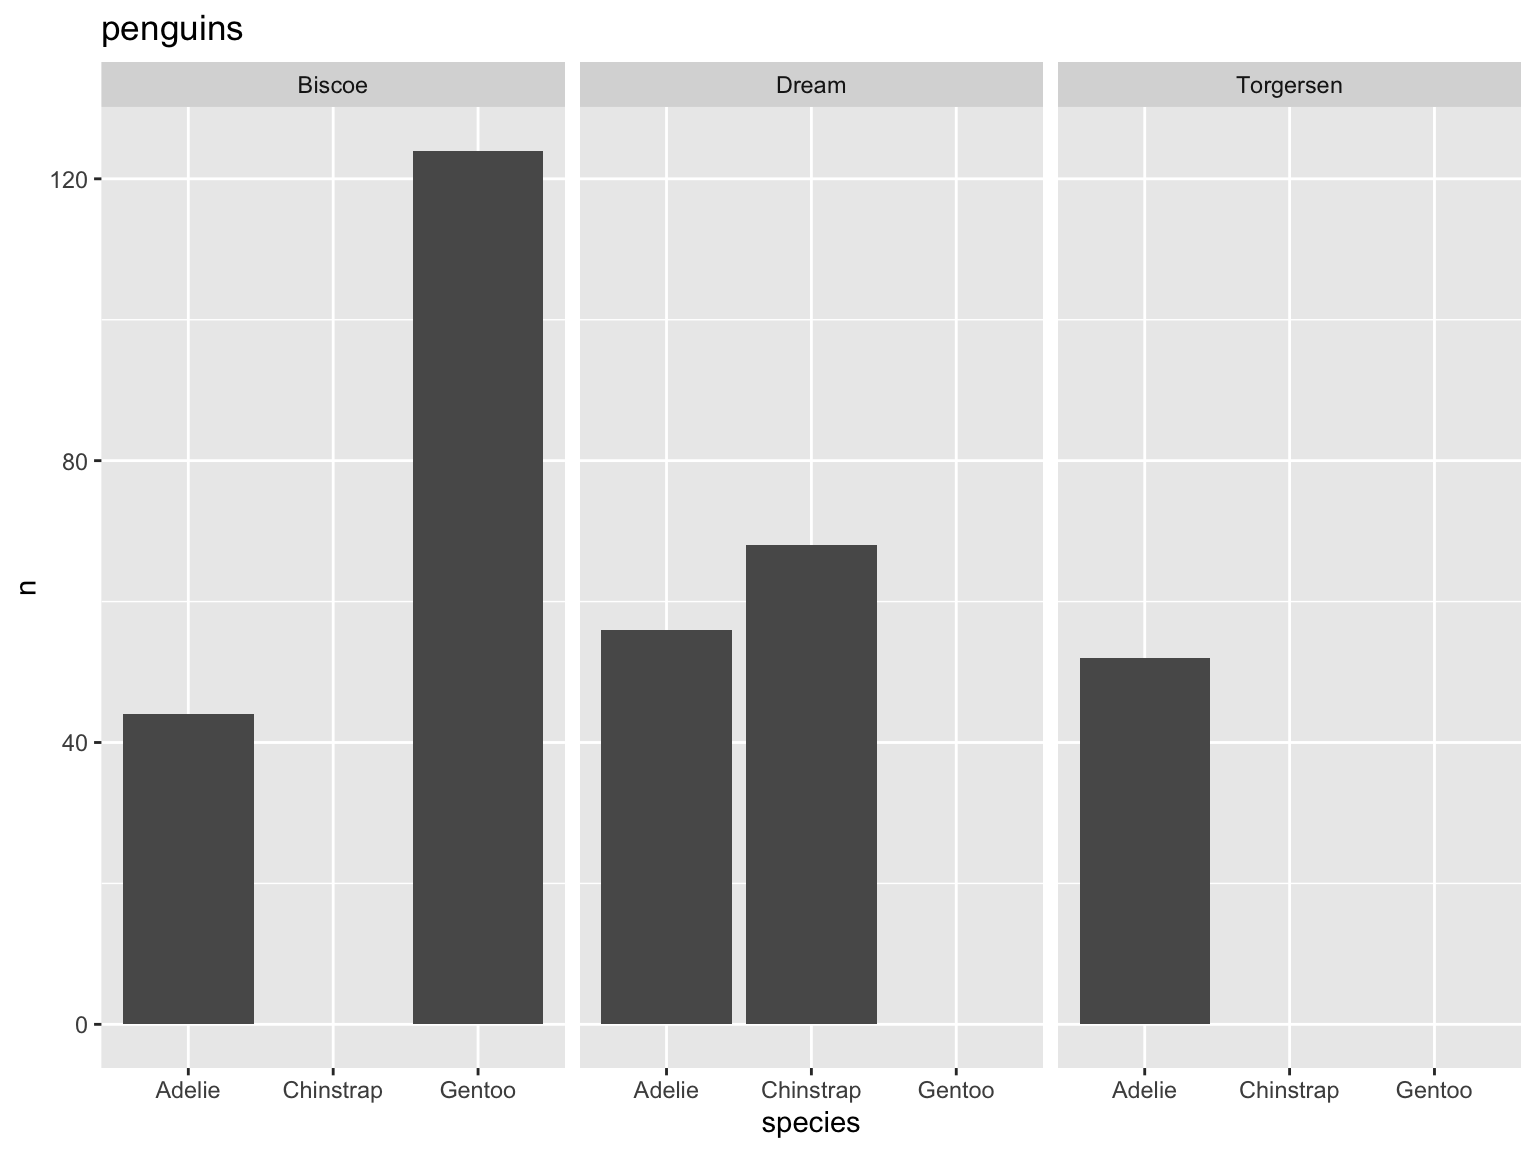 penguins
Biscoe Dream Torgersen
120
80
40
0
n
Adelie Chinstrap Gentoo Adelie Chinstrap Gentoo Adelie Chinstrap Gentoo
species